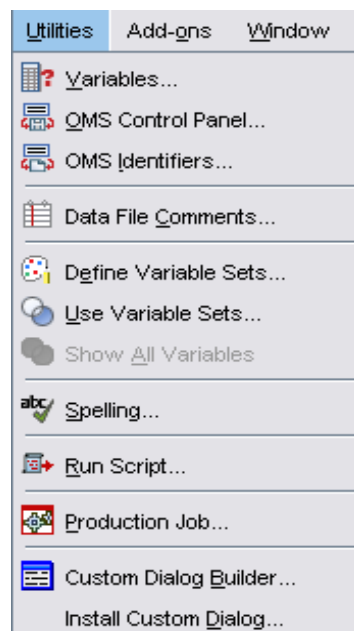 Utilities Add-ons Window
Variables...
OMS Control Panel...
OMS Identifiers...
Data File Comments...
Define Variable Sets...
Use Variable Sets...
Show All Variables
abc Spelling...
Run Script...
Production Job...
Custom Dialog Builder...
Install Custom Dialog...